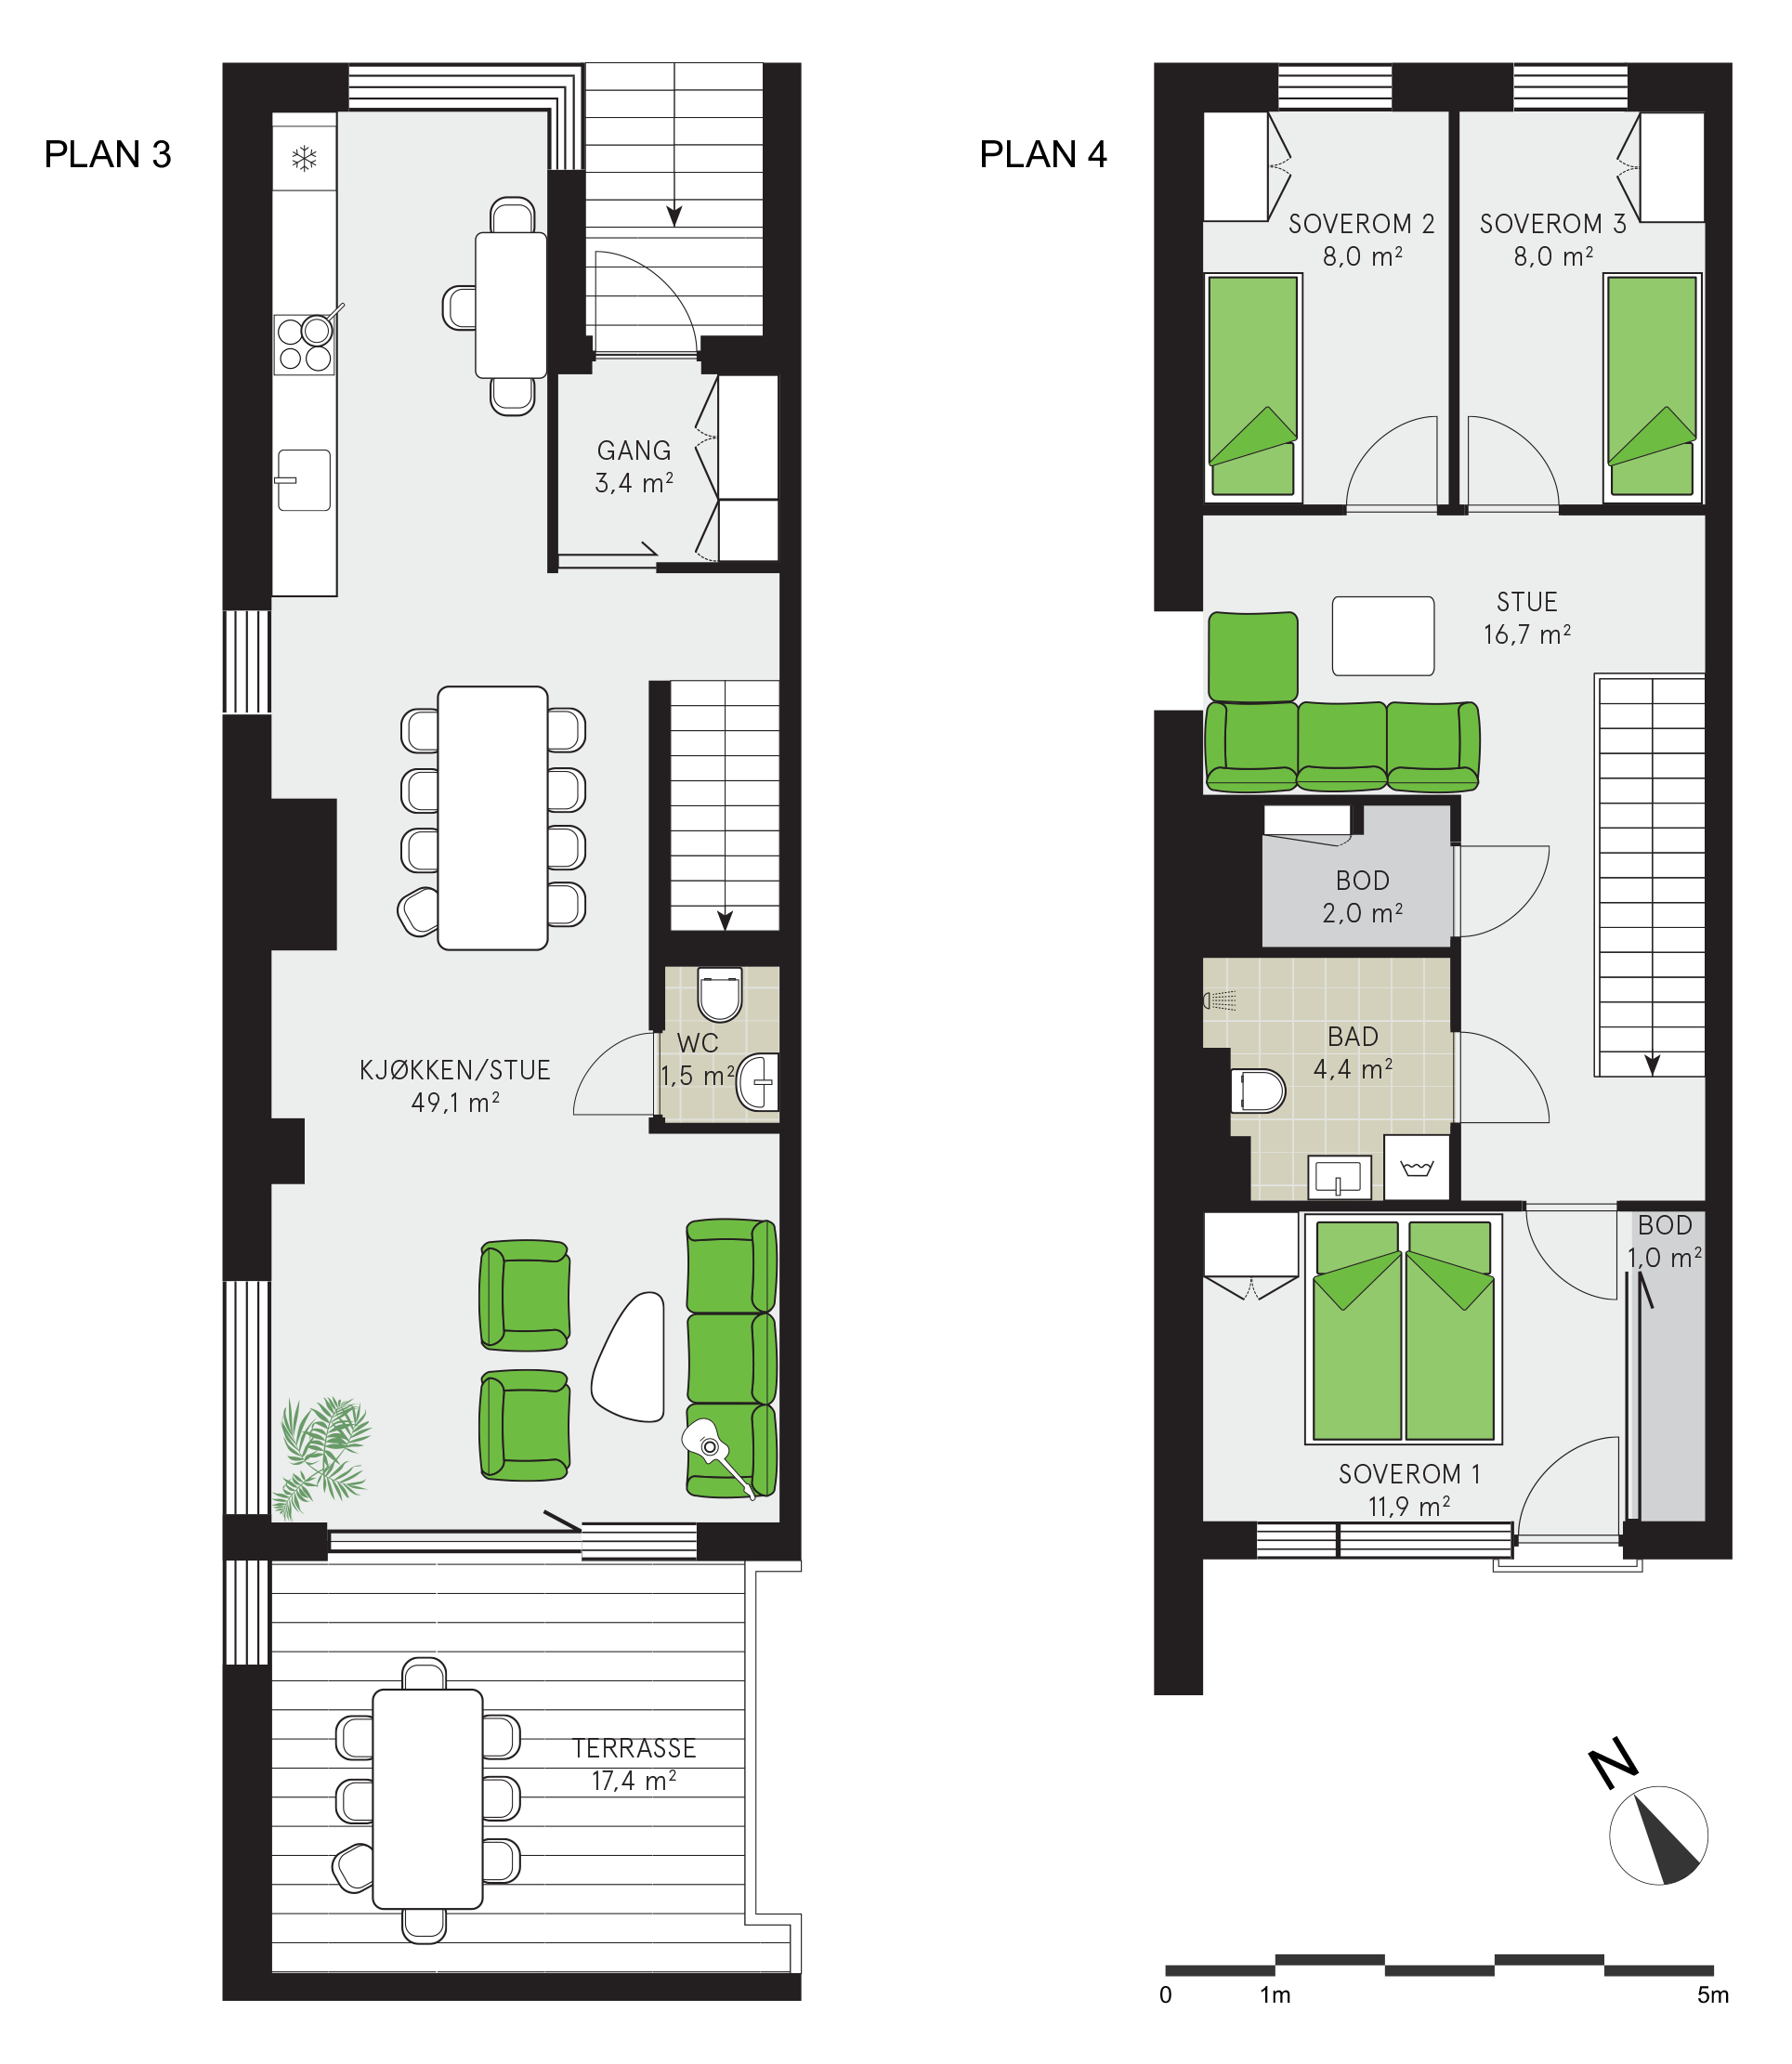 PLAN 3
GANG
3,4 m²
KJØKKEN/STUE
49,1 m²
WC
1,5 m²
TERRASSE
17,4 m²
PLAN 4
SOVEROM 2
8,0 m²
SOVEROM 3
8,0 m²
STUE
16,7 m²
BOD
2,0 m²
BAD
4,4 m²
BOD
1,0 m²
SOVEROM 1
11,9 m²
N
0 1m 5m